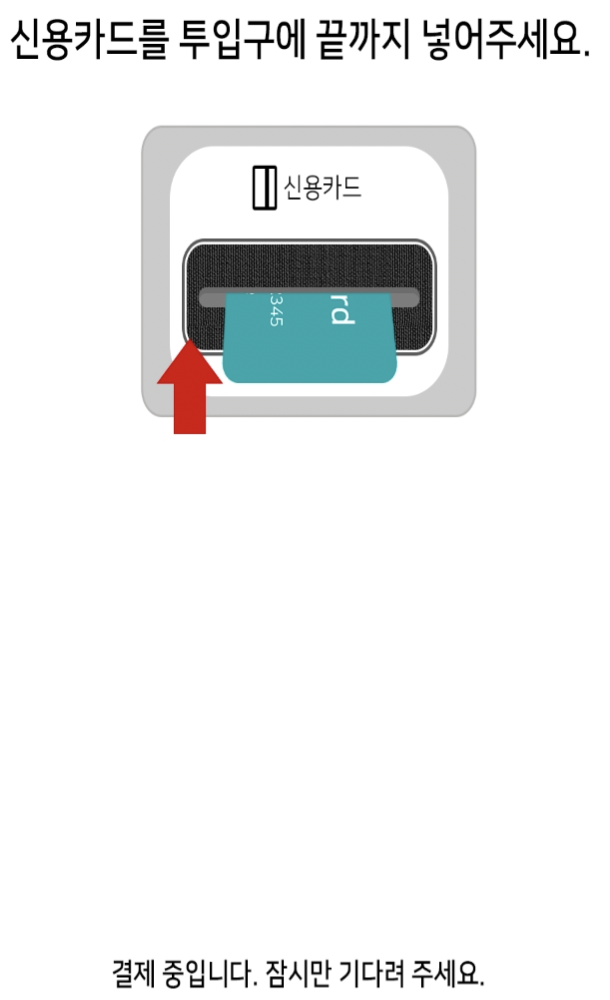 신용카드를 투입구에 끝까지 넣어주세요.
신용카드
rd
345
결제 중입니다. 잠시만 기다려 주세요.